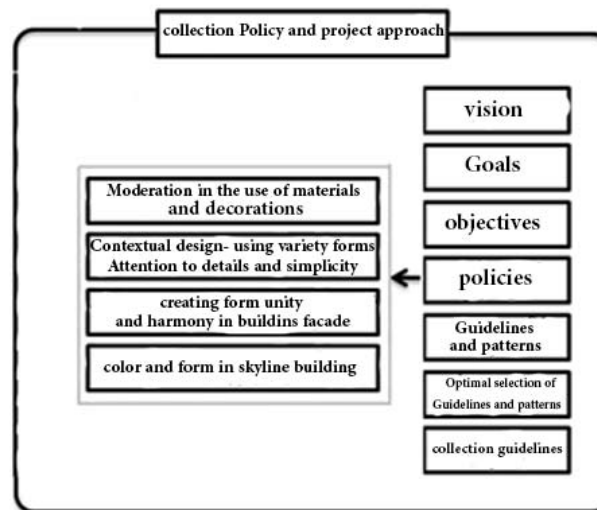 collection Policy and project approach
vision
Goals
objectives
policies
Guidelines
and patterns
Optimal selection of
Guidelines and patterns
collection guidelines
Moderation in the use of materials
and decorations
Contextual design- using variety forms
Attention to details and simplicity
creating form unity
and harmony in buildins facade
color and form in skyline building